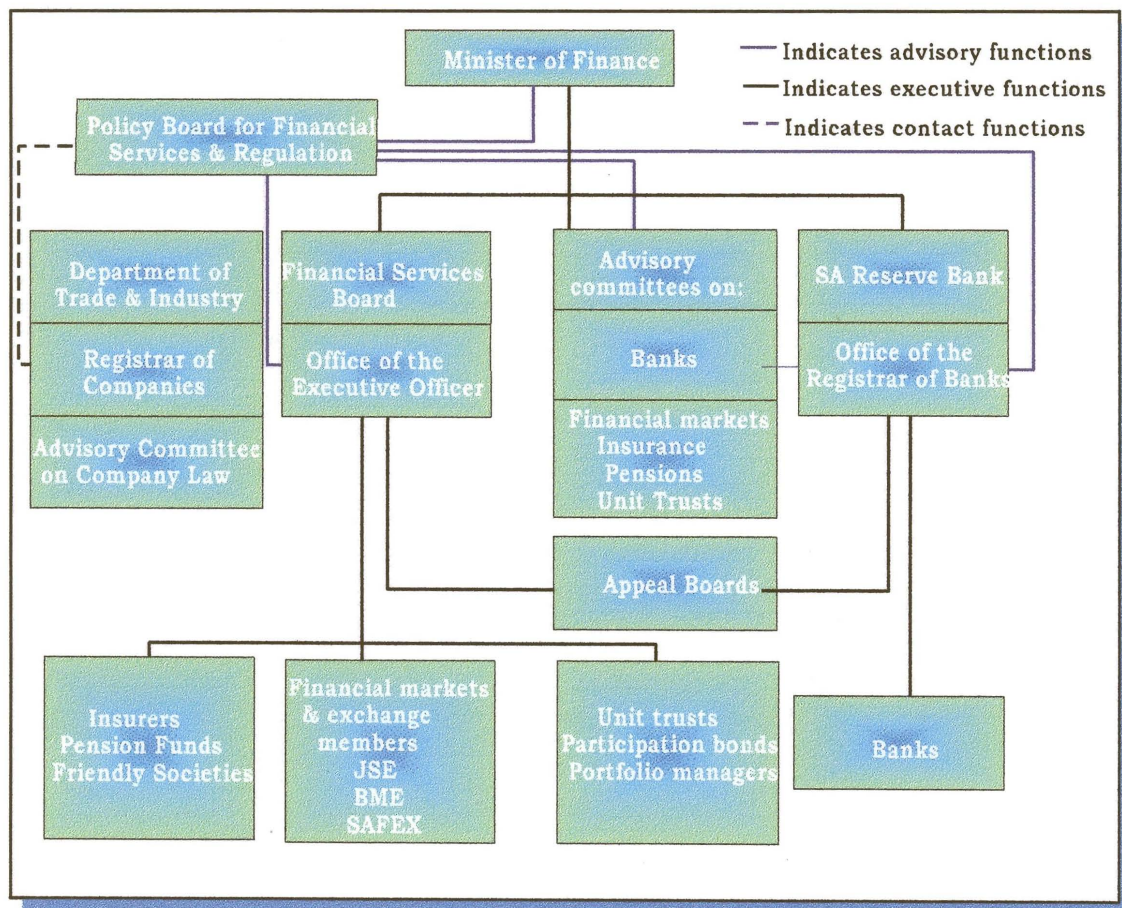 Minister of Finance
Indicates advisory functions
Indicates executive functions
Indicates contact functions
Policy Board for Financial
Services & Regulation
Department of
Trade & Industry
Registrar of
Companies
Advisory Committee
on Company Law
Financial Services
Board
Office of the
Executive Officer
Advisory
committees on:
Banks
Financial markets
Insurance
Pensions
Unit Trusts
SA Reserve Bank
Office of the
Registrar of Banks
Appeal Boards
Insurers
Pension Funds
Friendly Societies
Financial markets
& exchange
members
JSE
BME
SAFEX
Unit trusts
Participation bonds
Portfolio managers
Banks